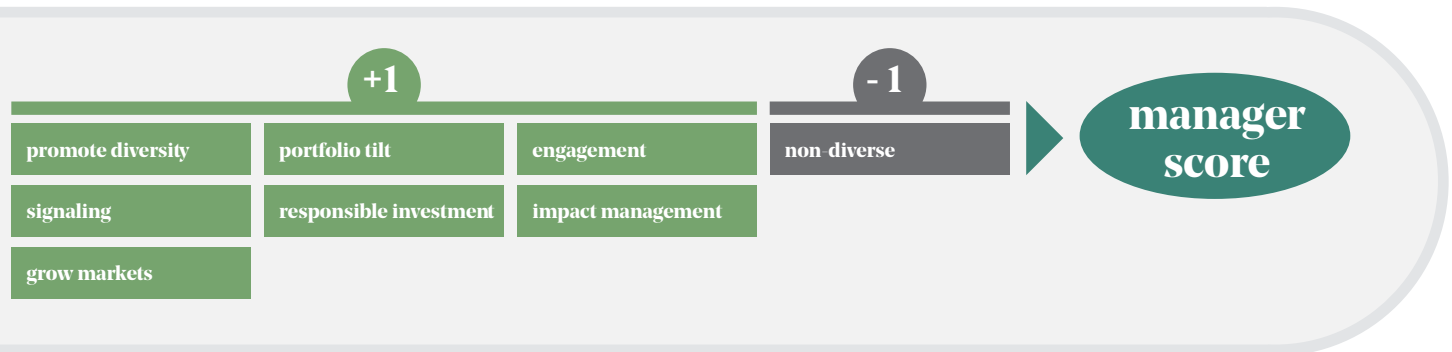 +1
promote diversity
portfolio tilt
engagement
signaling
responsible investment
impact management
grow markets
- 1
non-diverse
manager
score